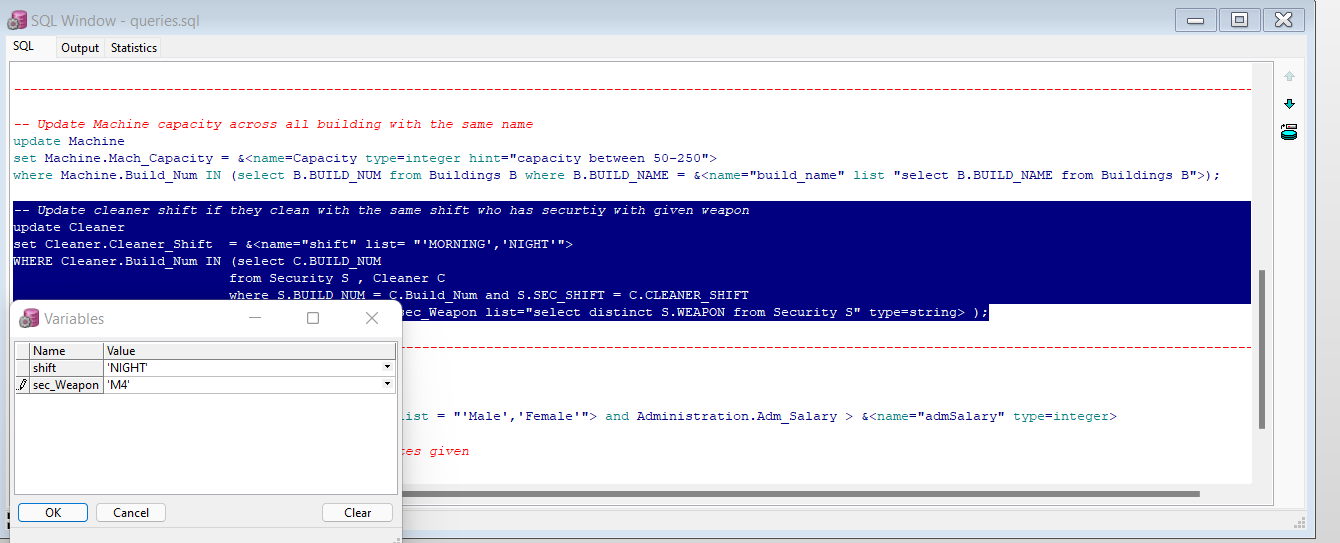 SQL Window - queries.sql
SQL Output Statistics
-- Update Machine capacity across all building with the same name
update Machine
set Machine.Mach_Capacity = &<name=Capacity type=integer hint="capacity between 50-250">
where Machine.Build_Num IN (select B.BUILD_NUM from Buildings B where B.BUILD_NAME = &<name="build_name" list "select B.BUILD_NAME from Buildings B">);
-- Update cleaner shift if they clean with the same shift who has securtiy with given weapon
update Cleaner
set Cleaner.Cleaner_Shift = &<name="shift" list= "'MORNING','NIGHT'">
WHERE Cleaner.Build_Num IN (select C.BUILD_NUM
from Security S , Cleaner C
where S.BUILD_NUM = C.Build_Num and S.SEC_SHIFT = C.CLEANER_SHIFT
sec_Weapon list="select distinct S.WEAPON from Security S" type=string> );
list = "'Male','Female'"> and Administration.Adm_Salary > &<name="admSalary" type=integer>
given
Variables
Name Value
shift 'NIGHT'
sec_Weapon 'M4'
OK Cancel Clear